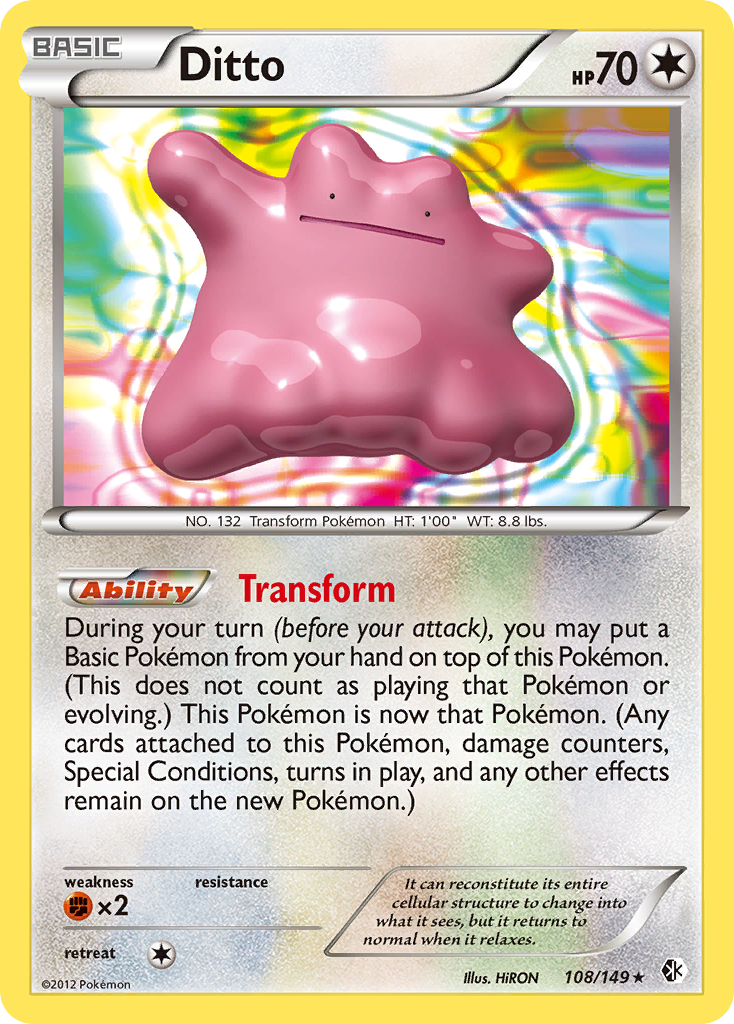 BASIC
Ditto
HP70
NO. 132 Transform Pokémon HT: 1'00" WT: 8.8 lbs.
Ability Transform
During your turn (before your attack), you may put a
Basic Pokémon from your hand on top of this Pokémon.
(This does not count as playing that Pokémon or
evolving.) This Pokémon is now that Pokémon. (Any
cards attached to this Pokémon, damage counters,
Special Conditions, turns in play, and any other effects
remain on the new Pokémon.)
weakness
resistance
×2
retreat
It can reconstitute its entire
cellular structure to change into
what it sees, but it returns to
normal when it relaxes.
©2012 Pokémon
Illus. HiRON
108/149★